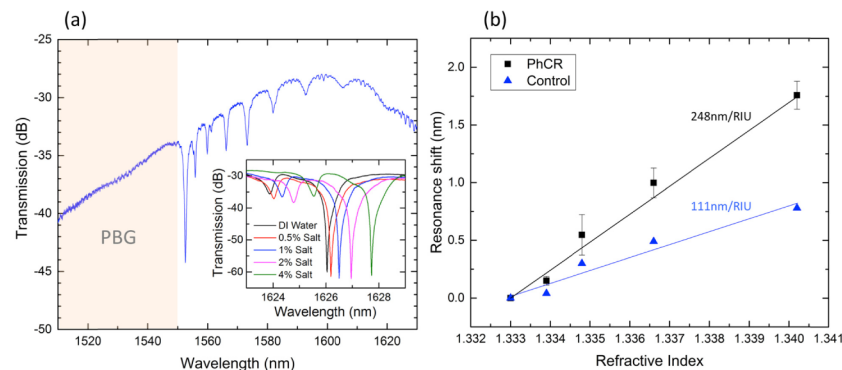 (a)
-25
-30
-35
-40
-45
-50
Transmission (dB)
PBG
1520
1540
1560
1580
1600
1620
Wavelength (nm)
-30
-40
-50
-60
Transmission (dB)
DI Water
0.5% Salt
1% Salt
2% Salt
4% Salt
1624
1626
1628
Wavelength (nm)
(b)
2.0
1.5
1.0
0.5
0.0
Resonance shift (nm)
PhCR
Control
248nm/RIU
111nm/RIU
1.332
1.333
1.334
1.335
1.336
1.337
1.338
1.339
1.340
1.341
Refractive Index